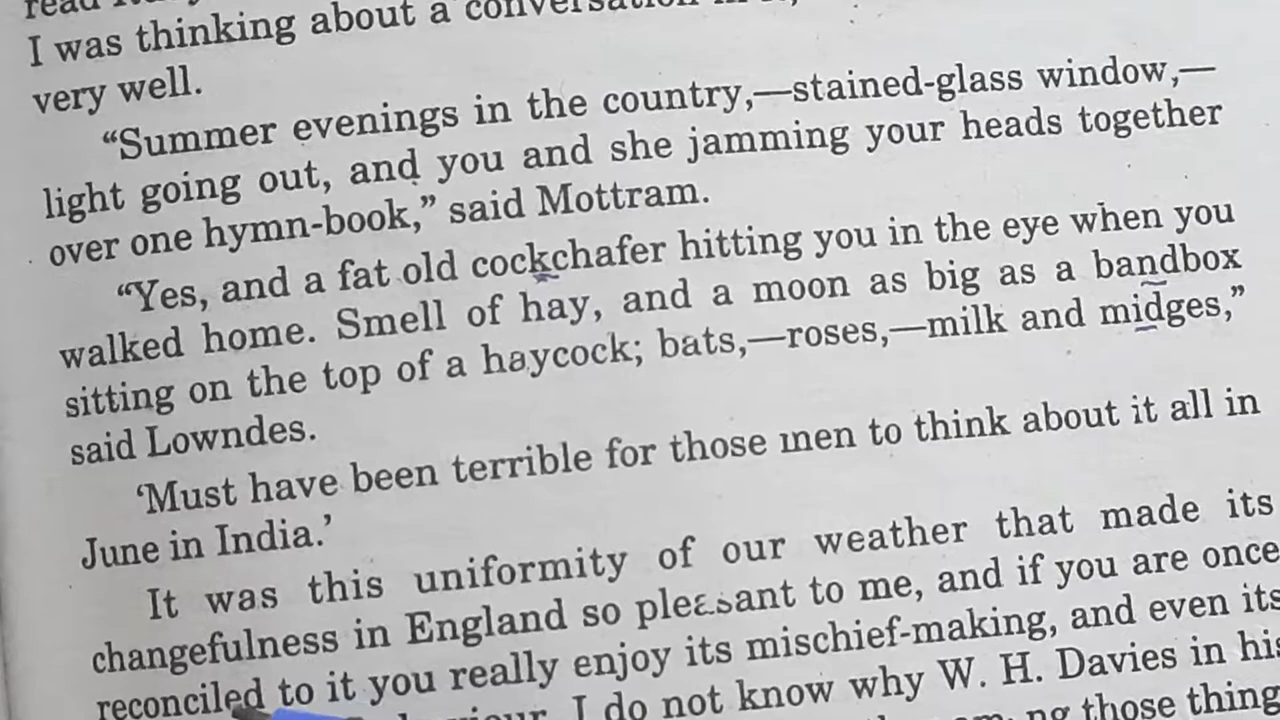 read
I was thinking about a conversation in it,
very well.
“Summer evenings in the country,—stained-glass window,—
light going out, and you and she jamming your heads together
over one hymn-book,” said Mottram.
“Yes, and a fat old cockchafer hitting you in the eye when you
walked home. Smell of hay, and a moon as big as a bandbox
sitting on the top of a haycock; bats,—roses,—milk and midges,”
said Lowndes.
‘Must have been terrible for those men to think about it all in
June in India.’
It was this uniformity of our weather that made its
changefulness in England so pleasant to me, and if you are once
reconciled to it you really enjoy its mischief-making, and even its
I do not know why W. H. Davies in his
those thing